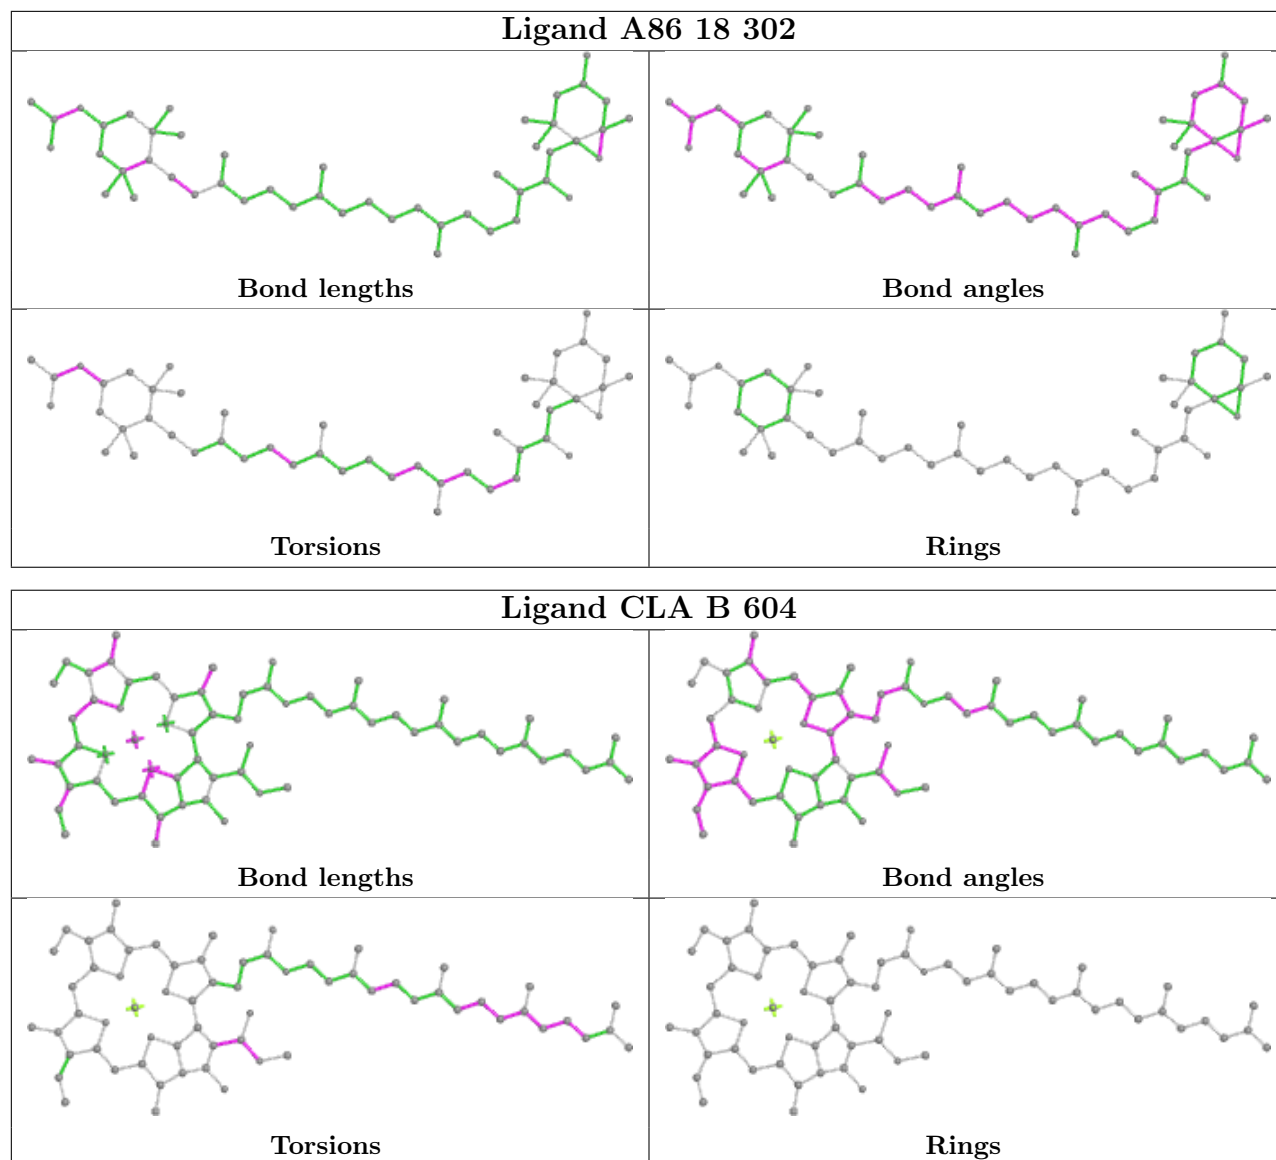 Ligand A86 18 302
Bond lengths
Bond angles
Torsions
Rings
Ligand CLA B 604
Bond lengths
Bond angles
Torsions
Rings